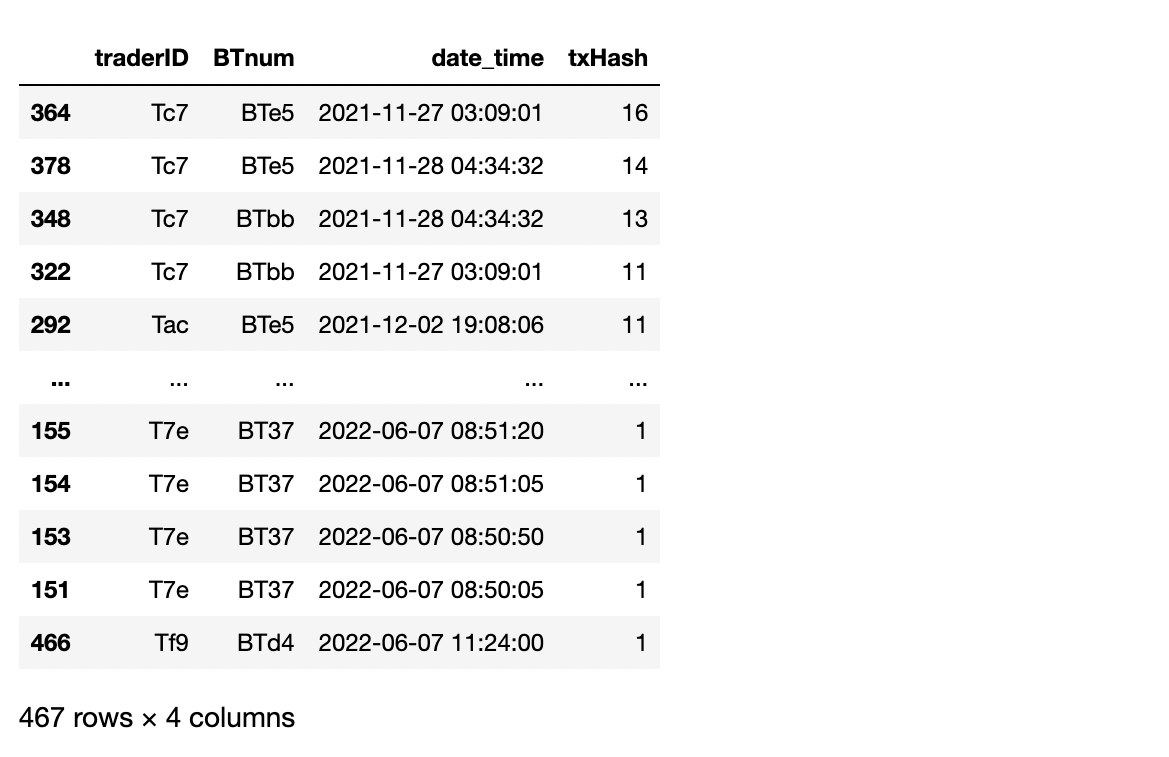 traderID BTnum date_time txHash
364 Tc7 BTe5 2021-11-27 03:09:01 16
378 Tc7 BTe5 2021-11-28 04:34:32 14
348 Tc7 BTbb 2021-11-28 04:34:32 13
322 Tc7 BTbb 2021-11-27 03:09:01 11
292 Tac BTe5 2021-12-02 19:08:06 11
... ... ... ... ...
155 T7e BT37 2022-06-07 08:51:20 1
154 T7e BT37 2022-06-07 08:51:05 1
153 T7e BT37 2022-06-07 08:50:50 1
151 T7e BT37 2022-06-07 08:50:05 1
466 Tf9 BTd4 2022-06-07 11:24:00 1
467 rows × 4 columns